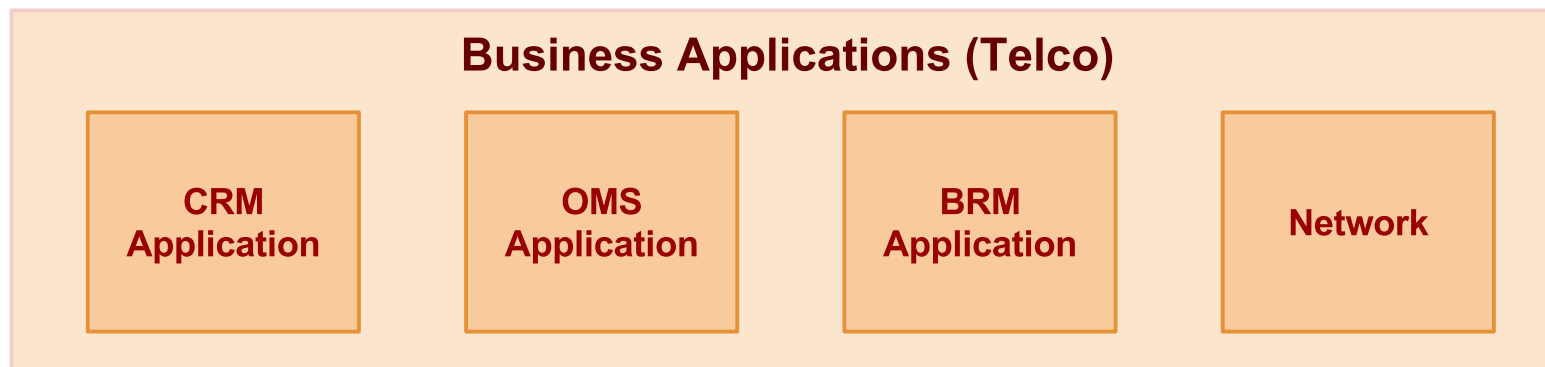 Business Applications (Telco)
CRM
Application
OMS
Application
BRM
Application
Network